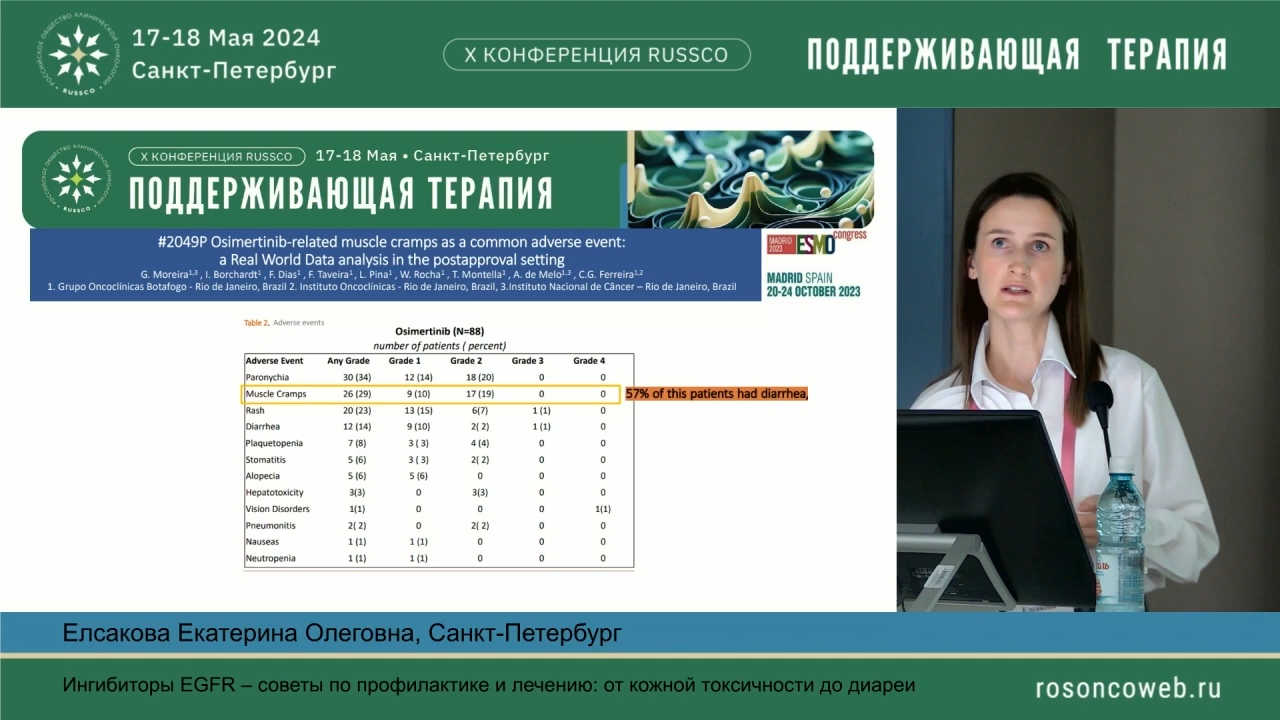 17-18 Мая 2024
Санкт-Петербург
X КОНФЕРЕНЦИЯ RUSSCO
ПОДДЕРЖИВАЮЩАЯ ТЕРАПИЯ
РОССИЙСКОЕ ОБЩЕСТВО КЛИНИЧЕСКОЙ ОНКОЛОГИИ
• RUSSCO •
X КОНФЕРЕНЦИЯ RUSSCO 17-18 Мая • Санкт-Петербург
ПОДДЕРЖИВАЮЩАЯ ТЕРАПИЯ
#2049P Osimertinib-related muscle cramps as a common adverse event:
a Real World Data analysis in the postapproval setting
G. Moreira1,3 , I. Borchardt1 , F. Dias1 , F. Taveira1 , L. Pina1 , W. Rocha1 , T. Montella1 , A. de Melo1,3 , C.G. Ferreira1,2
1. Grupo Oncoclínicas Botafogo - Rio de Janeiro, Brazil 2. Instituto Oncoclínicas - Rio de Janeiro, Brazil, 3.Instituto Nacional de Câncer – Rio de Janeiro, Brazil
MADRID 2023 ESMO congress
MADRID SPAIN
20-24 OCTOBER 2023
Table 2. Adverse events
Osimertinib (N=88)
number of patients ( percent)
Adverse Event Any Grade Grade 1 Grade 2 Grade 3 Grade 4
Paronychia 30 (34) 12 (14) 18 (20) 0 0
Muscle Cramps 26 (29) 9 (10) 17 (19) 0 0
57% of this patients had diarrhea,
Rash 20 (23) 13 (15) 6(7) 1 (1) 0
Diarrhea 12 (14) 9 (10) 2( 2) 1 (1) 0
Plaquetopenia 7 (8) 3 ( 3) 4 (4) 0 0
Stomatitis 5 (6) 3 ( 3) 2( 2) 0 0
Alopecia 5 (6) 5 (6) 0 0 0
Hepatotoxicity 3(3) 0 3(3) 0 0
Vision Disorders 1(1) 0 0 0 1(1)
Pneumonitis 2( 2) 0 2( 2) 0 0
Nauseas 1 (1) 1 (1) 0 0 0
Neutropenia 1 (1) 1 (1) 0 0 0
Елсакова Екатерина Олеговна, Санкт-Петербург
Ингибиторы EGFR – советы по профилактике и лечению: от кожной токсичности до диареи
rosoncoweb.ru